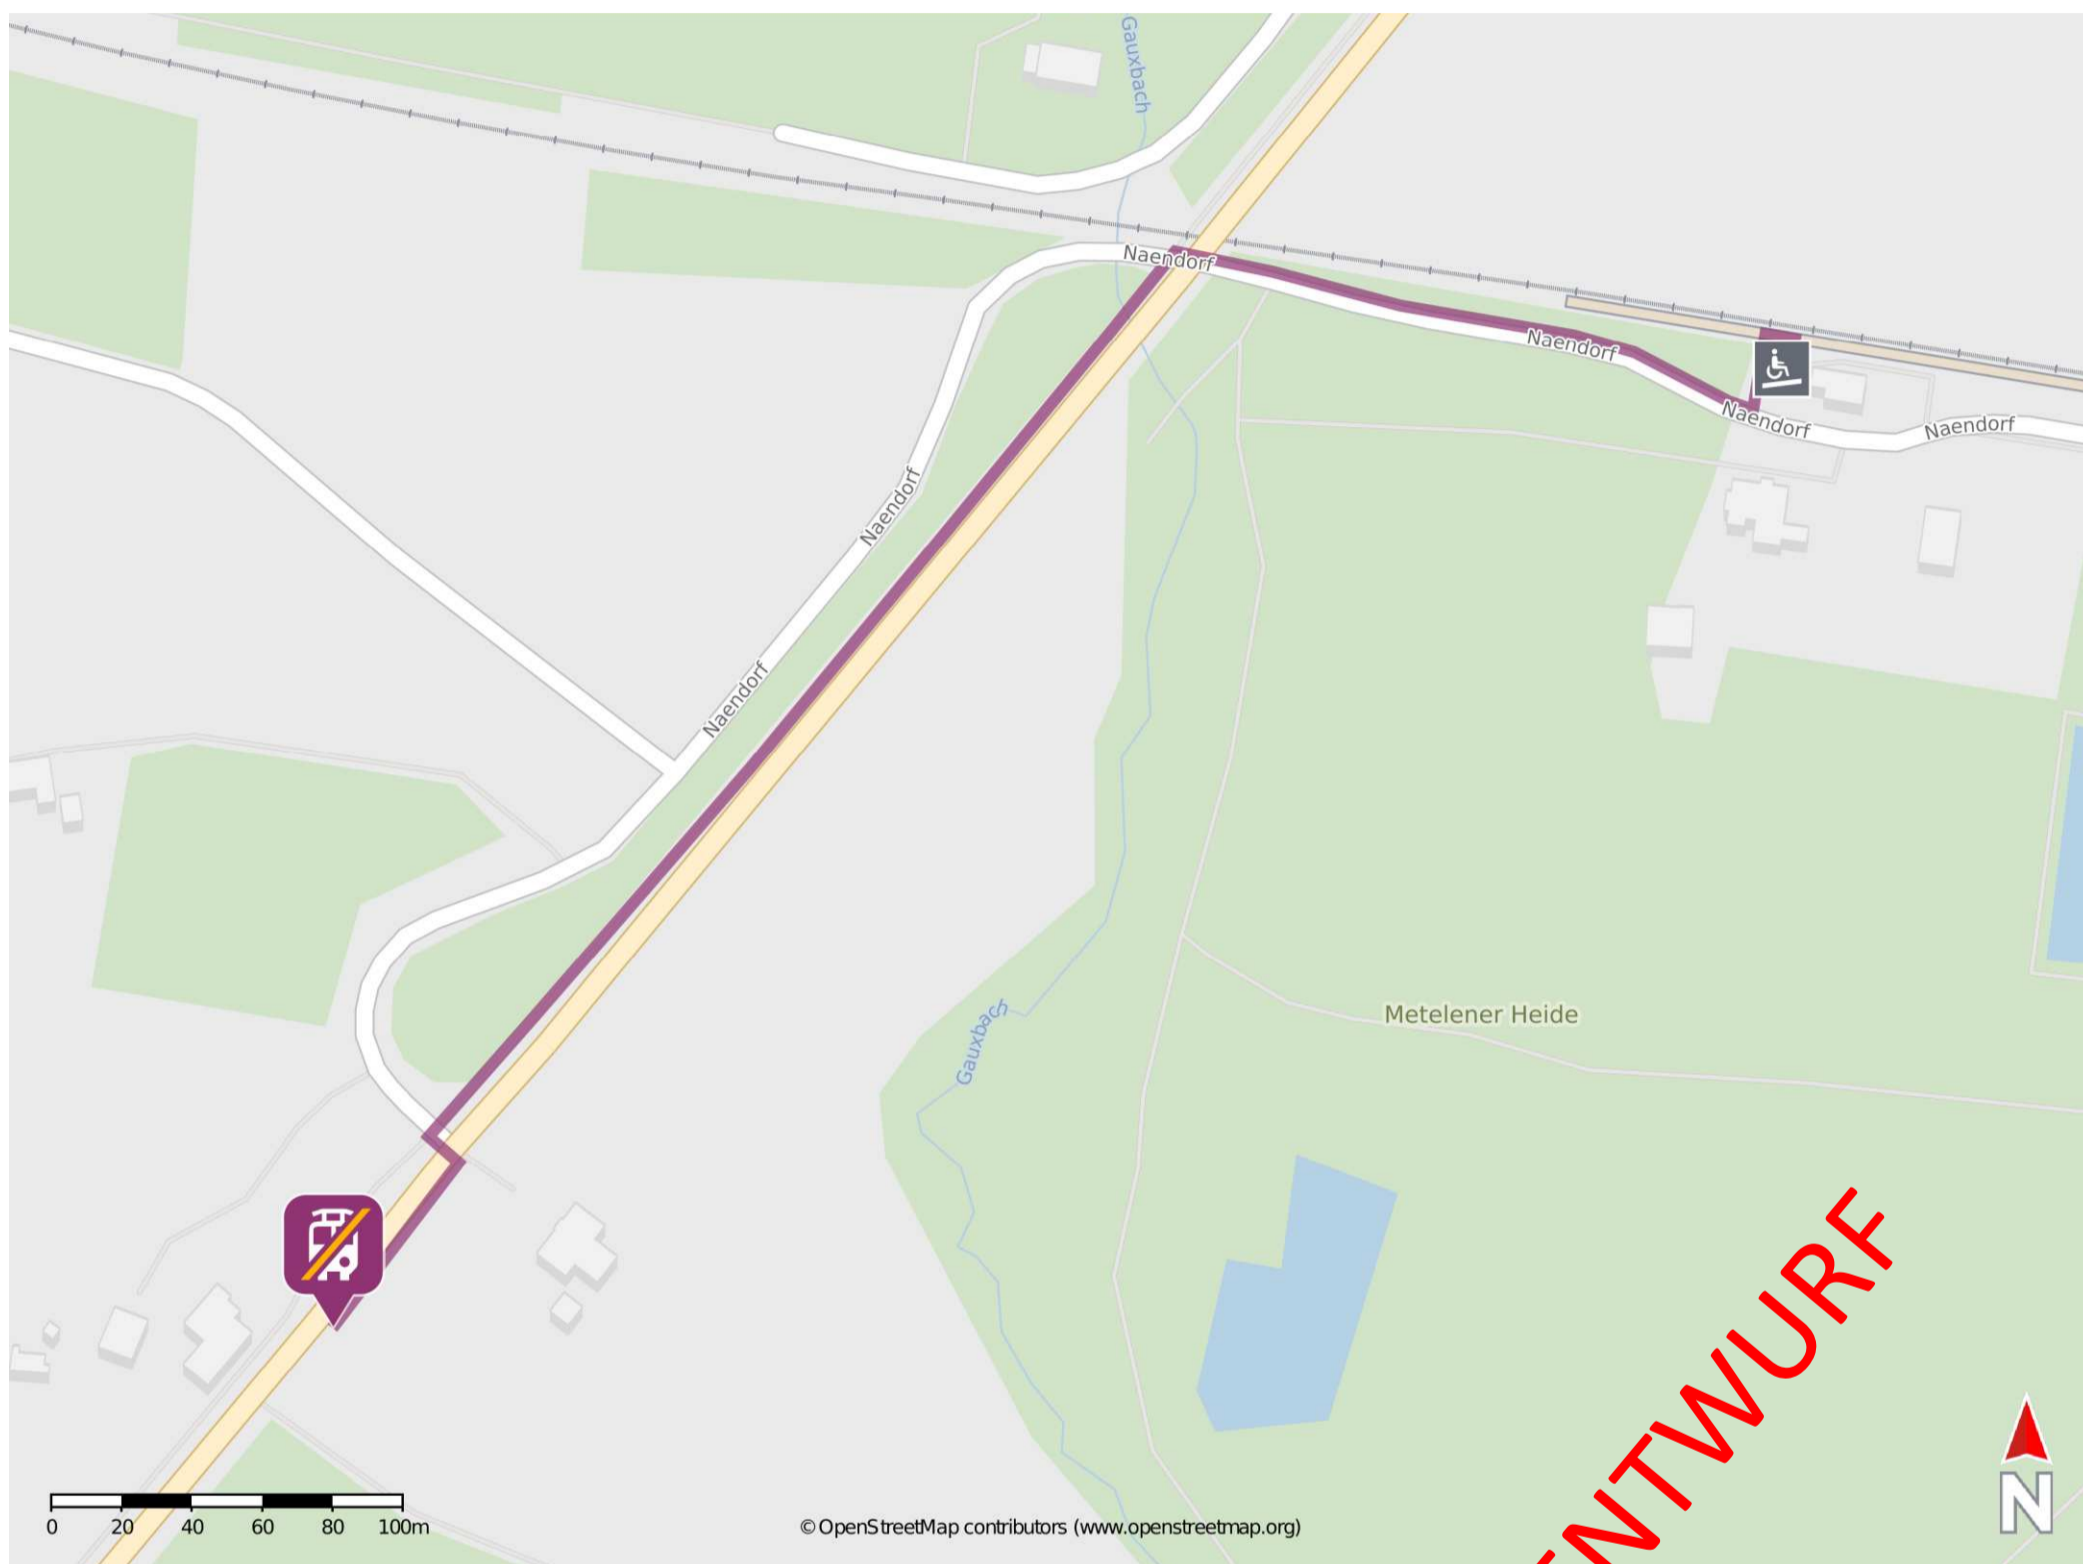 Gauxbach
Naendorf
Naendorf
Naendorf
Naendorf
Naendorf
Naendorf
Metelener Heide
Gauxbach
ENTWURF
0 20 40 60 80 100m
© OpenStreetMap contributors (www.openstreetmap.org)
N